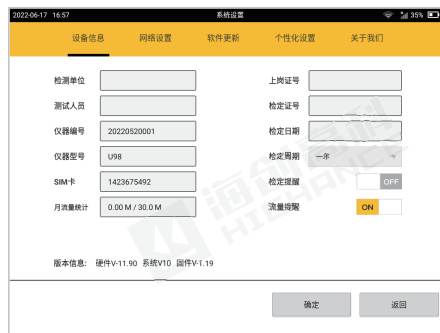 2022-06-17 16:57 系统设置 35%
设备信息 网络设置 软件更新 个性化设置 关于我们
检测单位 上岗证号
测试人员 检定证号
仪器编号 20220520001 检定日期
仪器型号 U98 检定周期 一年
SIM卡 1423675492 检定提醒 OFF
月流量统计 0.00 M / 30.0 M 流量提醒 ON
版本信息: 硬件V-11.90 系统V10 固件V-1.19
确定 返回
海创高科
HICHANCE